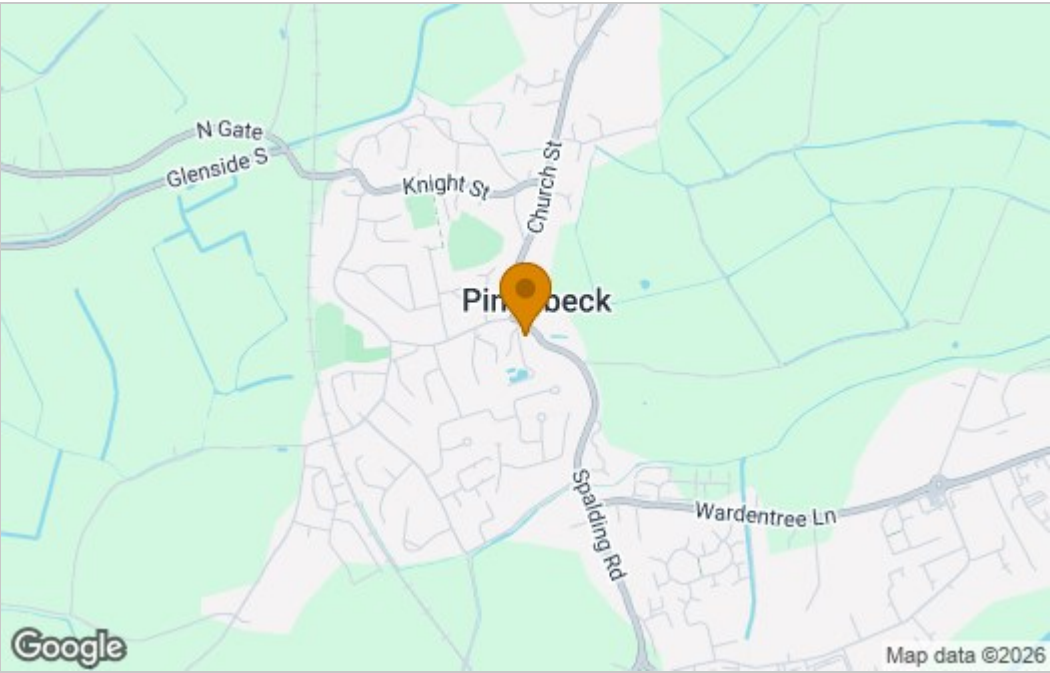 N Gate
Glenside S
Knight St
Church St
Pin beck
Spalding Rd
Wardentree Ln
Google
Map data ©2026